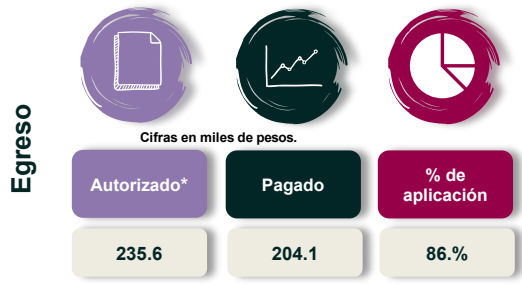 Egreso
Cifras en miles de pesos.
Autorizado*
Pagado
% de
aplicación
235.6
204.1
86.%